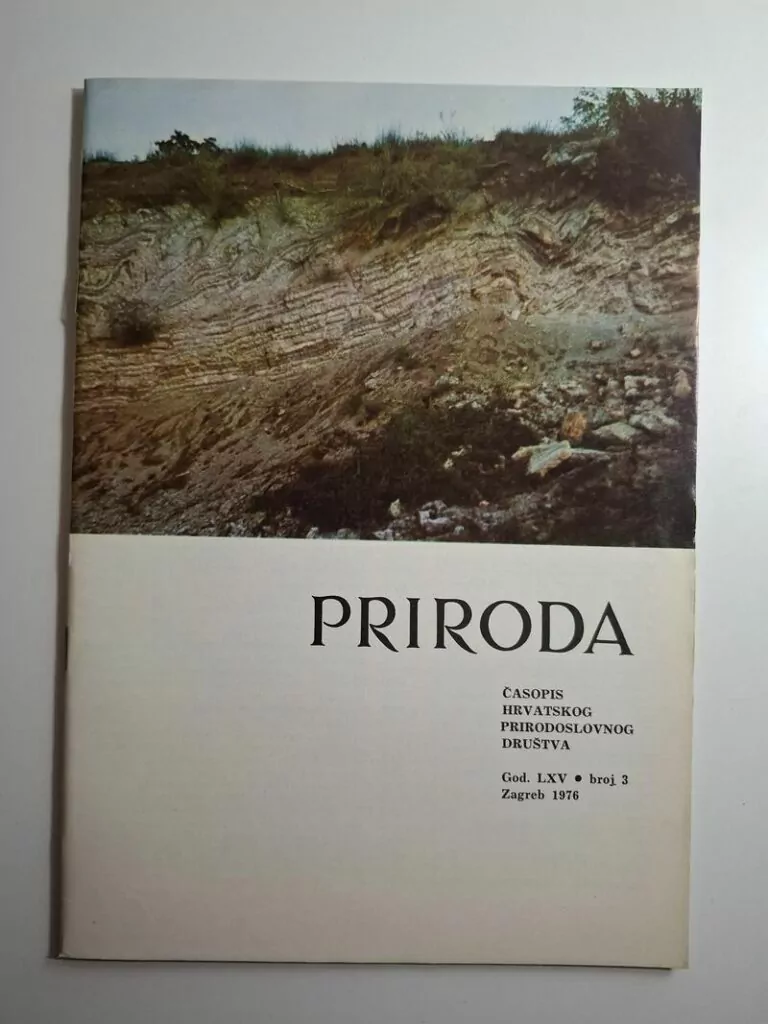 PRIRODA
ČASOPIS
HRVATSKOG
PRIRODOSLOVNOG
DRUŠTVA
God. LXV • broj 3
Zagreb 1976